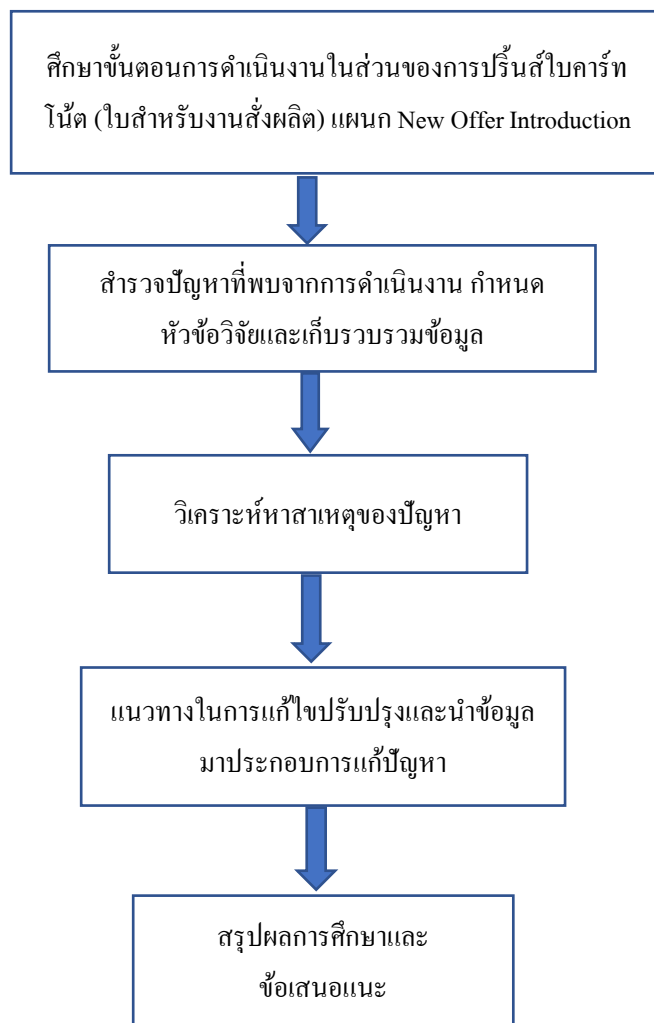 ศึกษาขั้นตอนการดำเนินงานในส่วนของการปริ้นส์ใบคาร์ท
โน้ต (ใบสำหรับงานสั่งผลิต) แผนก New Offer Introduction
สำรวจปัญหาที่พบจากการดำเนินงาน กำหนด
หัวข้อวิจัยและเก็บรวบรวมข้อมูล
วิเคราะห์หาสาเหตุของปัญหา
แนวทางในการแก้ไขปรับปรุงและนำข้อมูล
มาประกอบการแก้ปัญหา
สรุปผลการศึกษาและ
ข้อเสนอแนะ